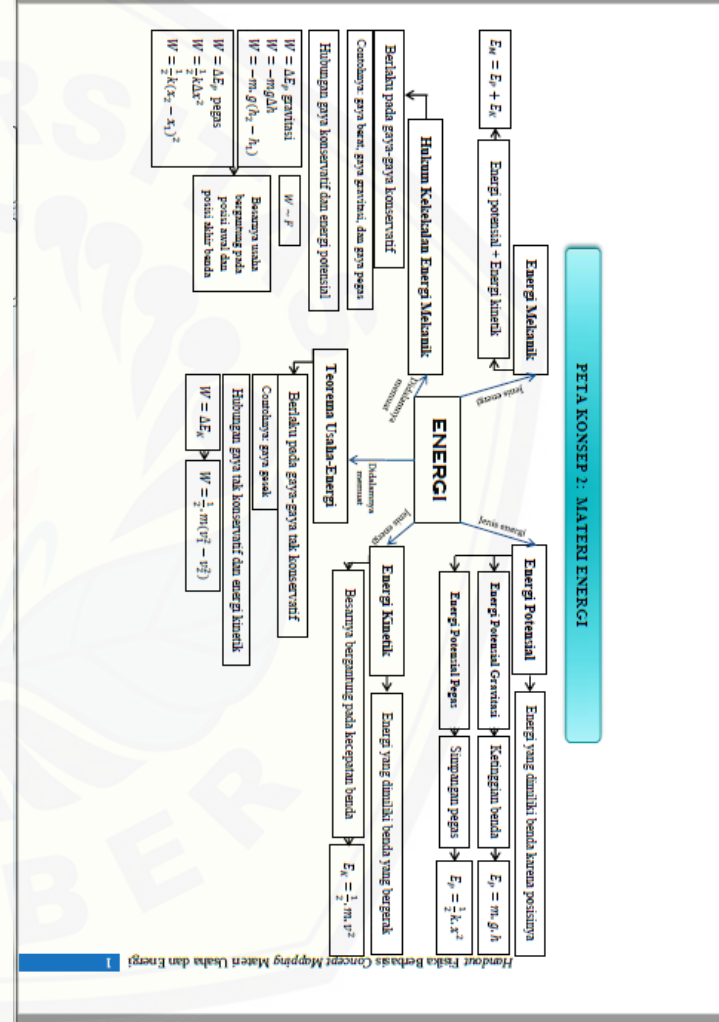 PETA KONSEP 2: MATERI ENERGI
Energi Mekanik
Energi potensial + Energi kinetik
E_M = E_P + E_K
Jenis energi
Hukum Kekekalan Energi Mekanik
Berlaku pada gaya-gaya konservatif
Contohnya: gaya berat, gaya gravitasi, dan gaya pegas
Hubungan gaya konservatif dan energi potensial
W = ΔE_P gravitasi
W = −mgΔh
W = −m. g(h₂ − h₁)
W = ΔE_P pegas
W = ½kΔx²
W = ½k(x₂ − x₁)²
W ~ F
Besarnya usaha
bergantung pada
posisi awal dan
posisi akhir benda
Didalamnya
memuat
ENERGI
Didalamnya
memuat
Teorema Usaha-Energi
Berlaku pada gaya-gaya tak konservatif
Contohnya: gaya gesek
Hubungan gaya tak konservatif dan energi kinetik
W = ΔE_K
W = ½.m(v₁² − v₂²)
Jenis energi
Energi Potensial
Energi yang dimiliki benda karena posisinya
Energi Potensial Gravitasi
Ketinggian benda
E_P = m. g. h
Energi Potensial Pegas
Simpangan pegas
E_P = ½k. x²
Jenis energi
Energi Kinetik
Energi yang dimiliki benda yang bergerak
Besarnya bergantung pada kecepatan benda
E_K = ½. m. v²
Handout Fisika Berbasis Concept Mapping Materi Usaha dan Energi
1